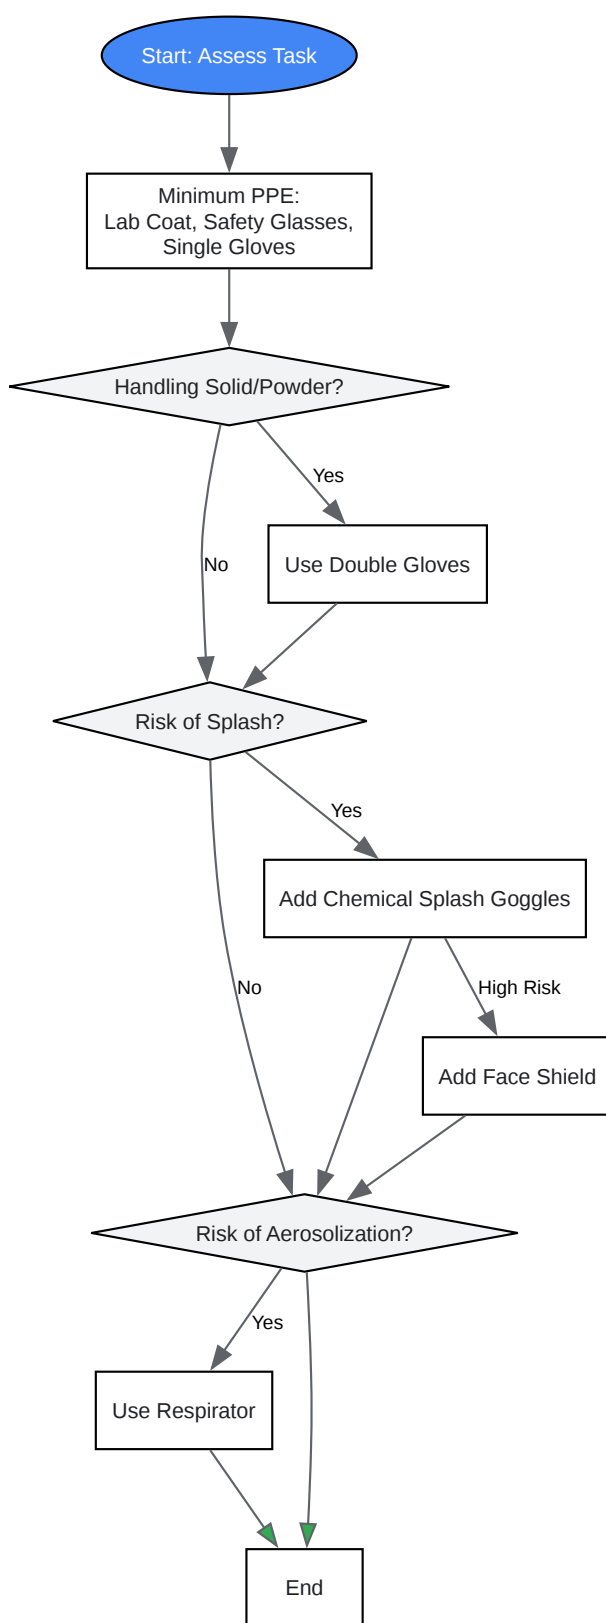 Start: Assess Task
Minimum PPE:
Lab Coat, Safety Glasses,
Single Gloves
Handling Solid/Powder?
Yes
Use Double Gloves
No
Risk of Splash?
Yes
Add Chemical Splash Goggles
No
High Risk
Add Face Shield
Risk of Aerosolization?
Yes
Use Respirator
End